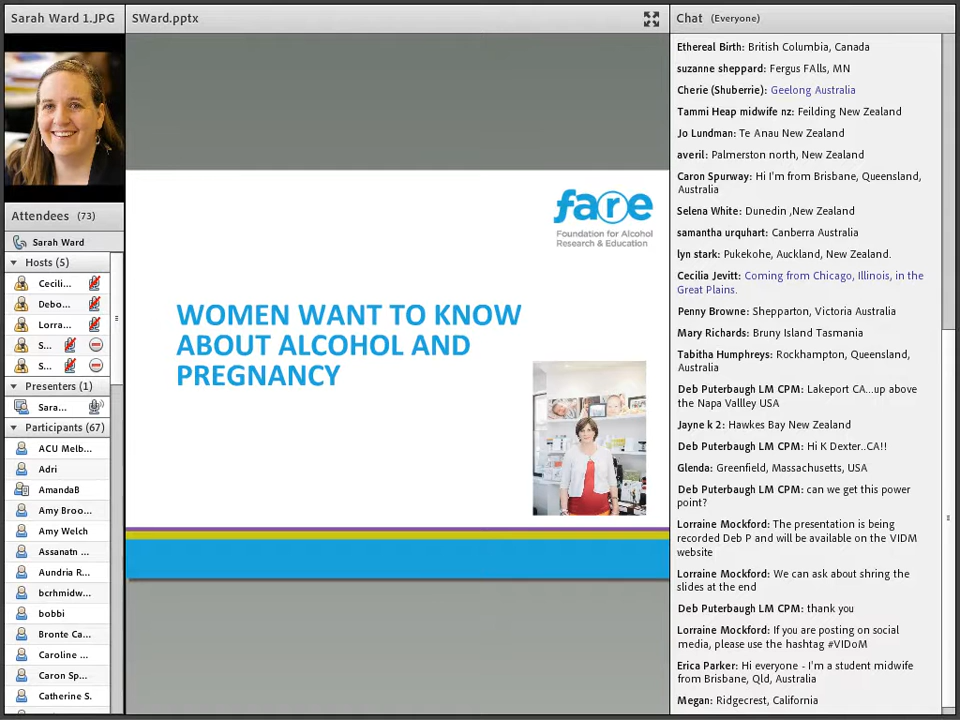 Sarah Ward 1.JPG
SWard.pptx
Attendees (73)
Sarah Ward
Hosts (5)
Cecili...
Debo...
Lorra...
S...
S...
Presenters (1)
Sara...
Participants (67)
ACU Melb...
Adri
AmandaB
Amy Broo...
Amy Welch
Assanatn ...
Aundria R...
bcrhmidw...
bobbi
Bronte Ca...
Caroline ...
Caron Sp...
Catherine S.
fare
Foundation for Alcohol
Research & Education
WOMEN WANT TO KNOW
ABOUT ALCOHOL AND
PREGNANCY
Chat (Everyone)
Ethereal Birth: British Columbia, Canada
suzanne sheppard: Fergus FAlls, MN
Cherie (Shuberrie): Geelong Australia
Tammi Heap midwife nz: Feilding New Zealand
Jo Lundman: Te Anau New Zealand
averil: Palmerston north, New Zealand
Caron Spurway: Hi I'm from Brisbane, Queensland,
Australia
Selena White: Dunedin ,New Zealand
samantha urquhart: Canberra Australia
lyn stark: Pukekohe, Auckland, New Zealand.
Cecilia Jevitt: Coming from Chicago, Illinois, in the
Great Plains.
Penny Browne: Shepparton, Victoria Australia
Mary Richards: Bruny Island Tasmania
Tabitha Humphreys: Rockhampton, Queensland,
Australia
Deb Puterbaugh LM CPM: Lakeport CA...up above
the Napa Vallley USA
Jayne k 2: Hawkes Bay New Zealand
Deb Puterbaugh LM CPM: Hi K Dexter..CA!!
Glenda: Greenfield, Massachusetts, USA
Deb Puterbaugh LM CPM: can we get this power
point?
Lorraine Mockford: The presentation is being
recorded Deb P and will be available on the VIDM
website
Lorraine Mockford: We can ask about shring the
slides at the end
Deb Puterbaugh LM CPM: thank you
Lorraine Mockford: If you are posting on social
media, please use the hashtag #VIDoM
Erica Parker: Hi everyone - I'm a student midwife
from Brisbane, Qld, Australia
Megan: Ridgecrest, California